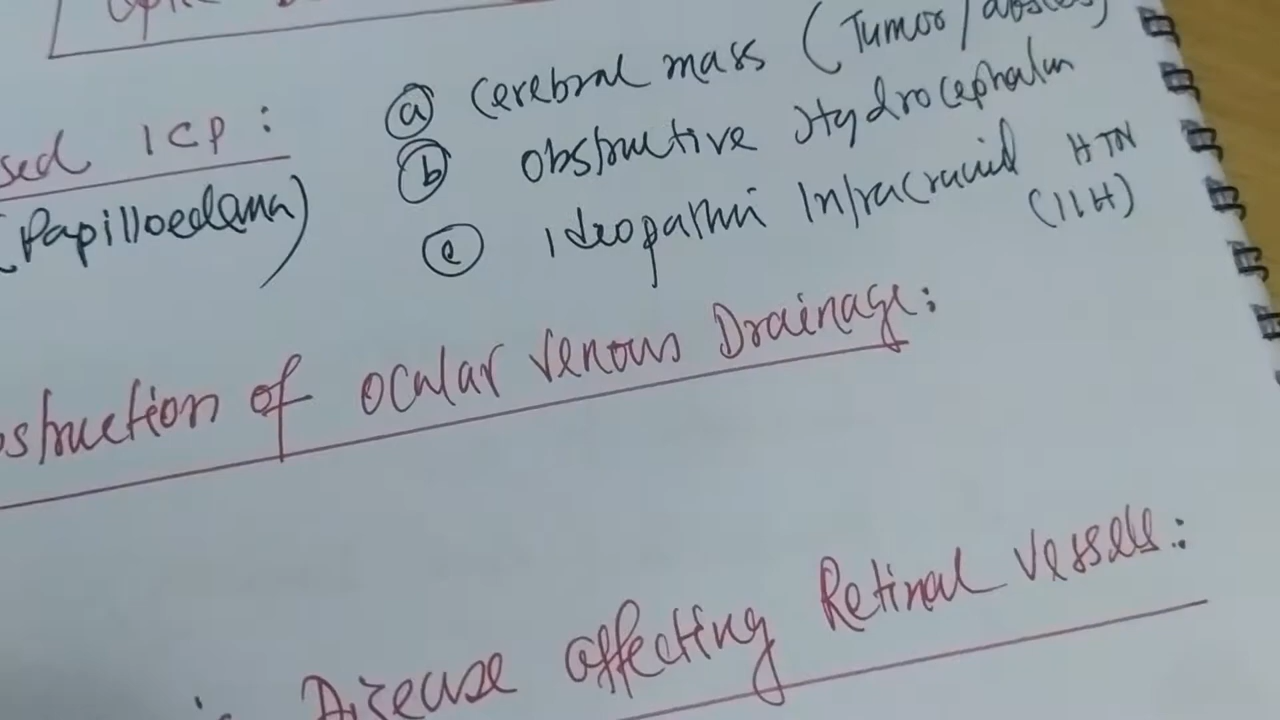 (a) Cerebral mass (Tumor/
sed ICP:
(b) Obstructive Hydrocephalus
(Papilloedema)
(c) Ideopathic Intracranial HTN
(IIH)
struction of ocular venous Drainage:
Disease affecting Retinal vessels: